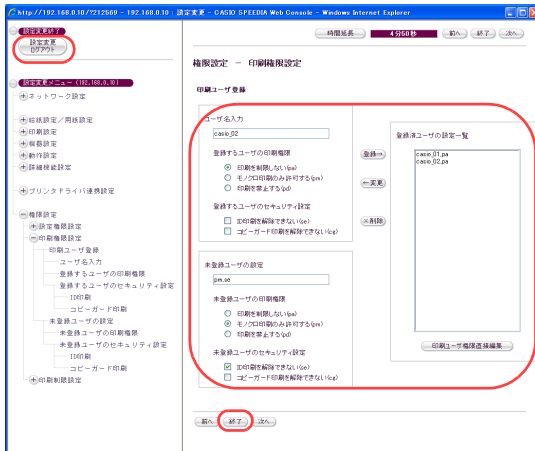 http://192.168.0.10/?212569 - 192.168.0.10 : 設定変更 - CASIO SPEEDIA Web Console - Windows Internet Explorer
設定変更終了
設定変更
ログアウト
設定変更メニュー (192.168.0.10)
ネットワーク設定
給紙設定／用紙設定
印刷設定
機器設定
動作設定
詳細機能設定
プリンタドライバ連携設定
権限設定
設定権限設定
印刷権限設定
印刷ユーザ登録
ユーザ名入力
登録するユーザの印刷権限
登録するユーザのセキュリティ設定
ID印刷
コピーガード印刷
未登録ユーザの設定
未登録ユーザの印刷権限
未登録ユーザのセキュリティ設定
ID印刷
コピーガード印刷
印刷制限設定
時間延長
4分50秒
前へ
終了
次へ
権限設定 － 印刷権限設定
印刷ユーザ登録
ユーザ名入力
casio_02
登録するユーザの印刷権限
印刷を制限しない(pa)
モノクロ印刷のみ許可する(pm)
印刷を禁止する(pd)
登録するユーザのセキュリティ設定
ID印刷を解除できない(se)
コピーガード印刷を解除できない(cg)
登録⇒
←変更
×削除
登録済ユーザの設定一覧
casio_01,pa
casio_02,pa
印刷ユーザ権限直接編集
未登録ユーザの設定
pm,se
未登録ユーザの印刷権限
印刷を制限しない(pa)
モノクロ印刷のみ許可する(pm)
印刷を禁止する(pd)
未登録ユーザのセキュリティ設定
ID印刷を解除できない(se)
コピーガード印刷を解除できない(cg)
前へ
終了
次へ